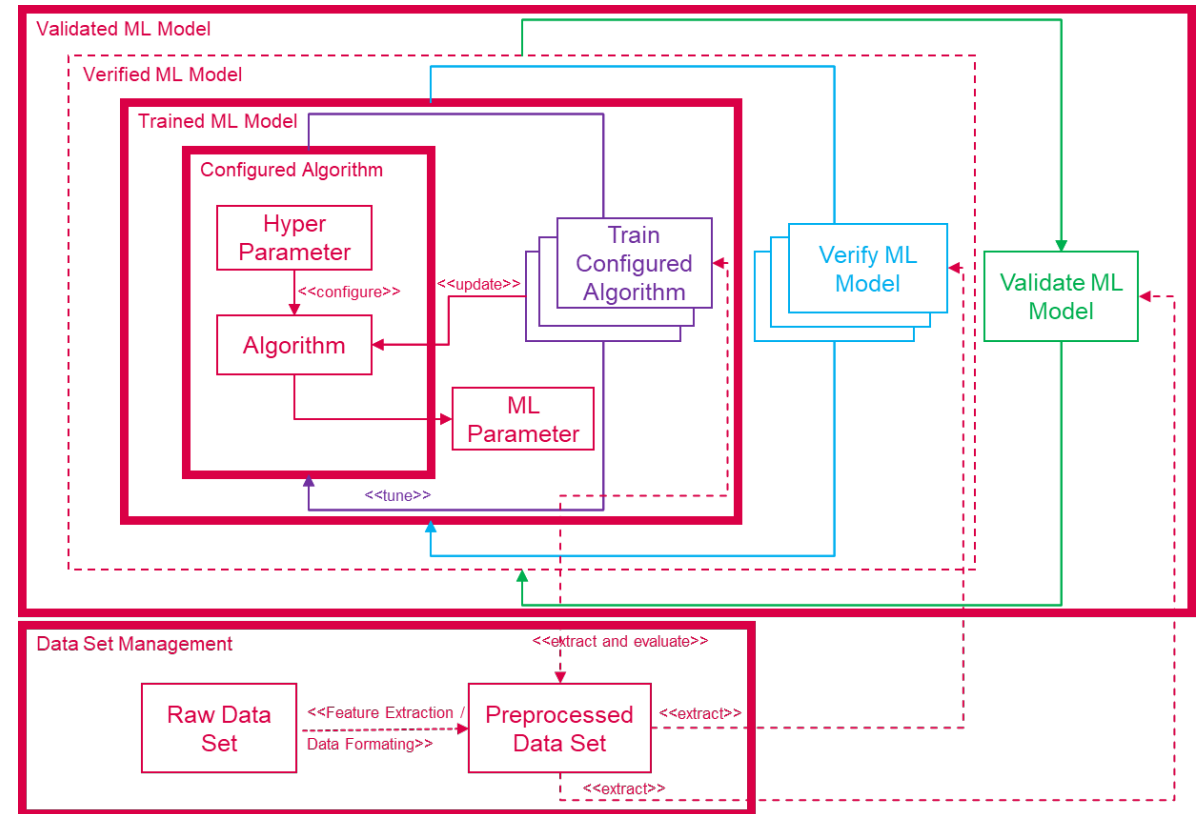 Validated ML Model
Verified ML Model
Trained ML Model
Configured Algorithm
Hyper
Parameter
<<configure>>
Algorithm
<<update>>
Train
Configured
Algorithm
Verify ML
Model
Validate ML
Model
ML
Parameter
<<tune>>
Data Set Management
<<extract and evaluate>>
Raw Data
Set
<<Feature Extraction /
Data Formating>>
Preprocessed
Data Set
<<extract>>
<<extract>>